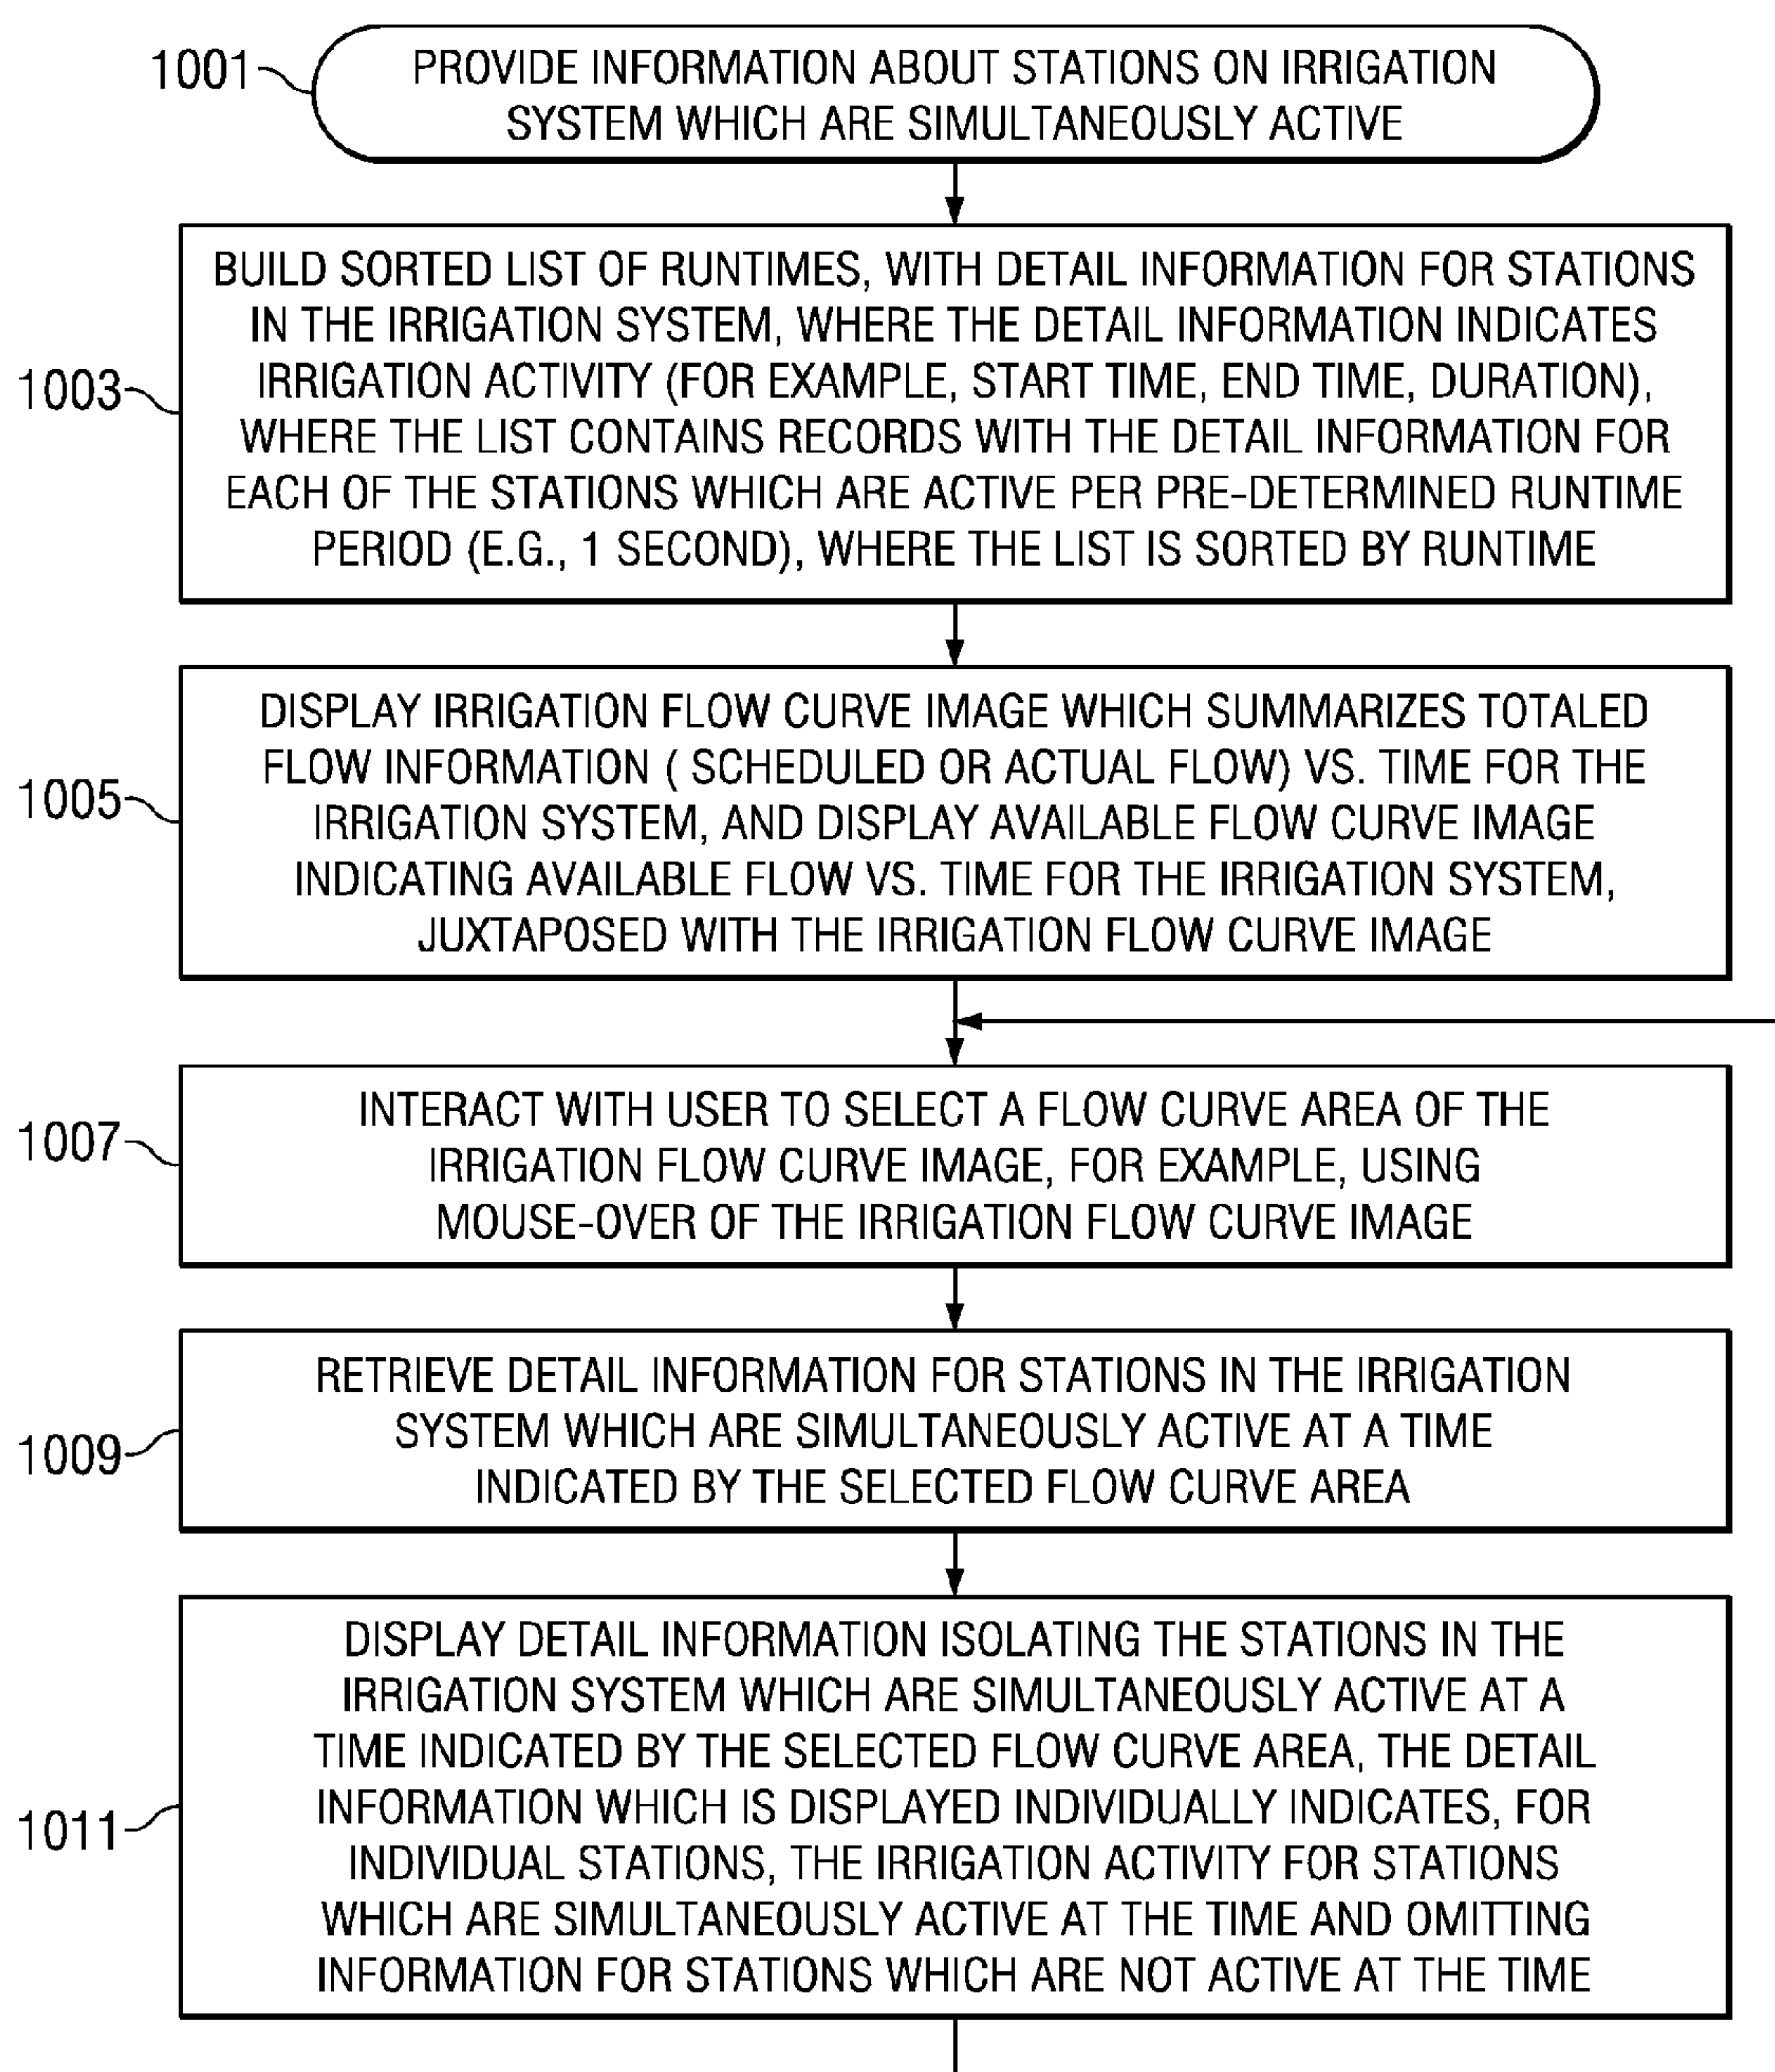 1001
PROVIDE INFORMATION ABOUT STATIONS ON IRRIGATION
SYSTEM WHICH ARE SIMULTANEOUSLY ACTIVE
1003
BUILD SORTED LIST OF RUNTIMES, WITH DETAIL INFORMATION FOR STATIONS
IN THE IRRIGATION SYSTEM, WHERE THE DETAIL INFORMATION INDICATES
IRRIGATION ACTIVITY (FOR EXAMPLE, START TIME, END TIME, DURATION),
WHERE THE LIST CONTAINS RECORDS WITH THE DETAIL INFORMATION FOR
EACH OF THE STATIONS WHICH ARE ACTIVE PER PRE-DETERMINED RUNTIME
PERIOD (E.G., 1 SECOND), WHERE THE LIST IS SORTED BY RUNTIME
1005
DISPLAY IRRIGATION FLOW CURVE IMAGE WHICH SUMMARIZES TOTALED
FLOW INFORMATION ( SCHEDULED OR ACTUAL FLOW) VS. TIME FOR THE
IRRIGATION SYSTEM, AND DISPLAY AVAILABLE FLOW CURVE IMAGE
INDICATING AVAILABLE FLOW VS. TIME FOR THE IRRIGATION SYSTEM,
JUXTAPOSED WITH THE IRRIGATION FLOW CURVE IMAGE
1007
INTERACT WITH USER TO SELECT A FLOW CURVE AREA OF THE
IRRIGATION FLOW CURVE IMAGE, FOR EXAMPLE, USING
MOUSE-OVER OF THE IRRIGATION FLOW CURVE IMAGE
1009
RETRIEVE DETAIL INFORMATION FOR STATIONS IN THE IRRIGATION
SYSTEM WHICH ARE SIMULTANEOUSLY ACTIVE AT A TIME
INDICATED BY THE SELECTED FLOW CURVE AREA
1011
DISPLAY DETAIL INFORMATION ISOLATING THE STATIONS IN THE
IRRIGATION SYSTEM WHICH ARE SIMULTANEOUSLY ACTIVE AT A
TIME INDICATED BY THE SELECTED FLOW CURVE AREA, THE DETAIL
INFORMATION WHICH IS DISPLAYED INDIVIDUALLY INDICATES, FOR
INDIVIDUAL STATIONS, THE IRRIGATION ACTIVITY FOR STATIONS
WHICH ARE SIMULTANEOUSLY ACTIVE AT THE TIME AND OMITTING
INFORMATION FOR STATIONS WHICH ARE NOT ACTIVE AT THE TIME